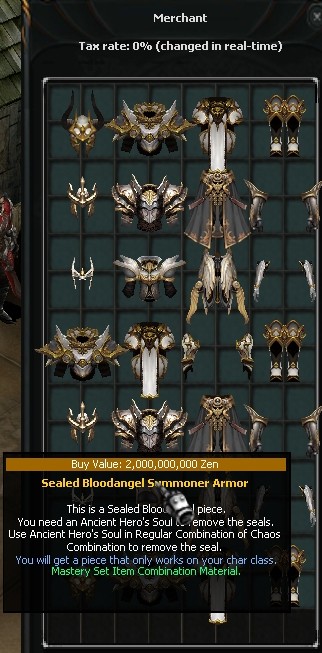 Merchant
Tax rate: 0% (changed in real-time)
Buy Value: 2,000,000,000 Zen
Sealed Bloodangel Summoner Armor
This is a Sealed piece.
You need an Ancient Hero's Soul remove the seals.
Use Ancient Hero's Soul in Regular Combination of Chaos
Combination to remove the seal.
You will get a piece that only works on your char class.
Mastery Set Item Combination Material.